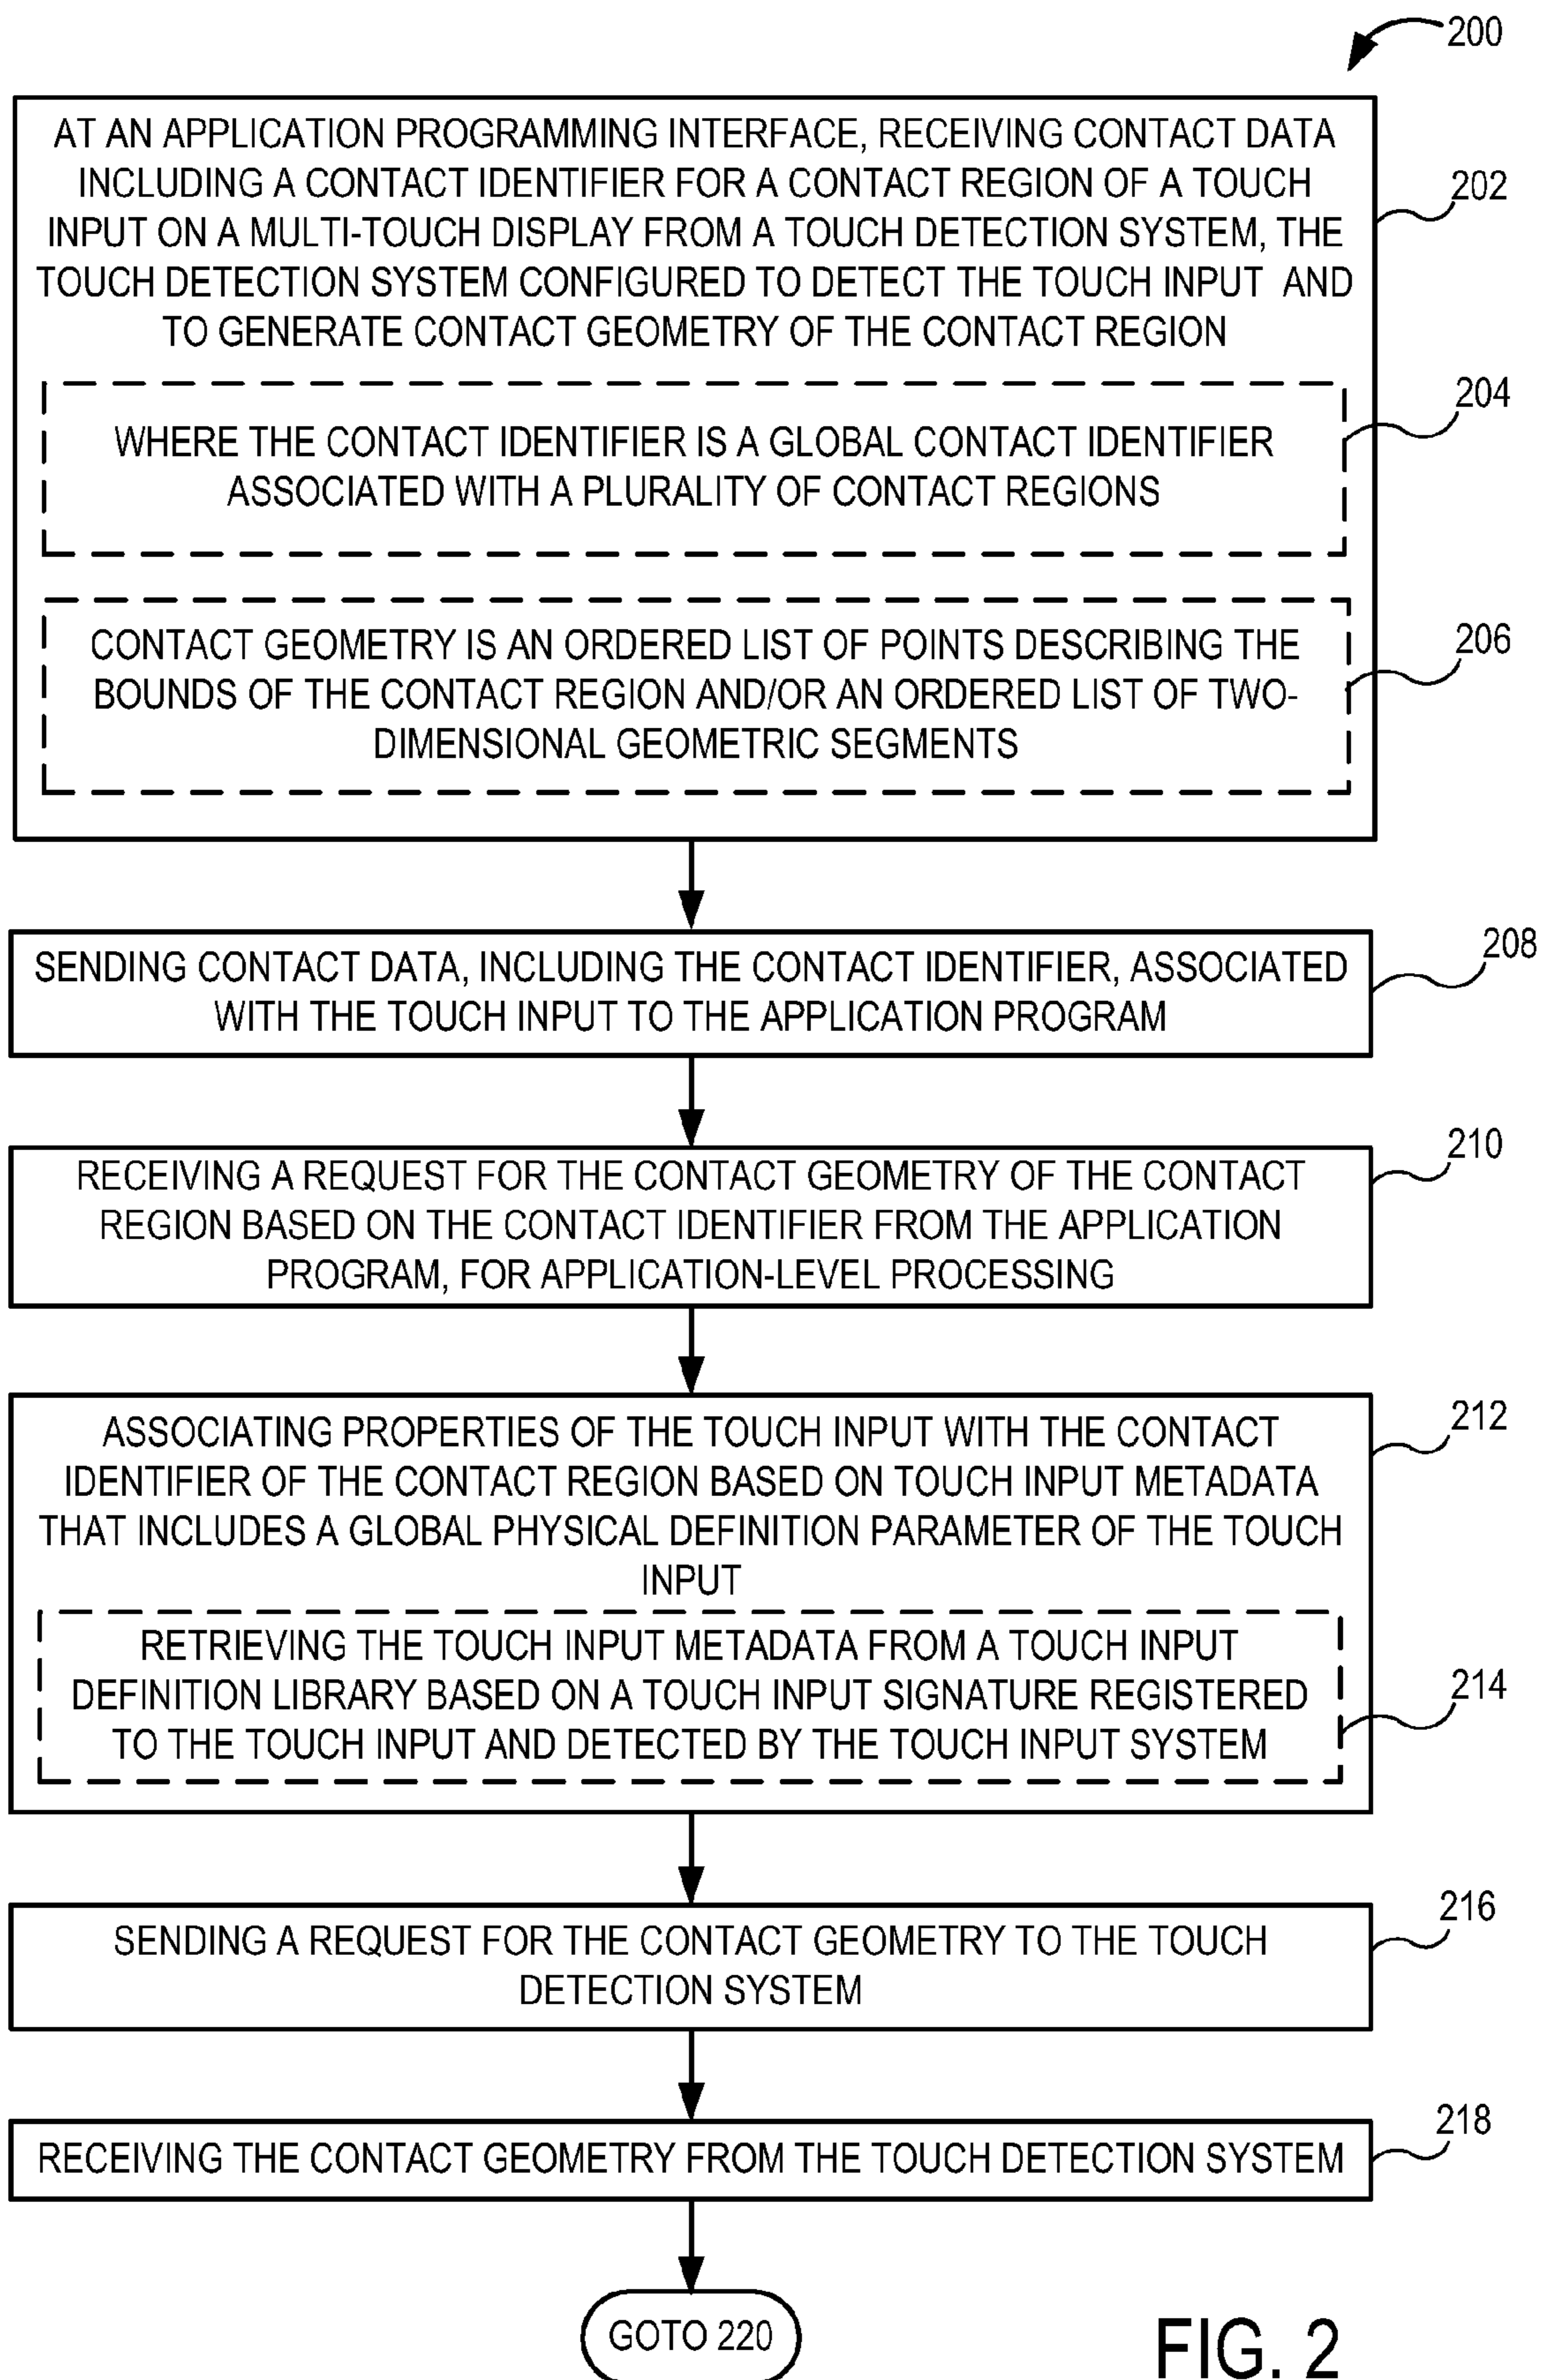 200
AT AN APPLICATION PROGRAMMING INTERFACE, RECEIVING CONTACT DATA
INCLUDING A CONTACT IDENTIFIER FOR A CONTACT REGION OF A TOUCH
INPUT ON A MULTI-TOUCH DISPLAY FROM A TOUCH DETECTION SYSTEM, THE
TOUCH DETECTION SYSTEM CONFIGURED TO DETECT THE TOUCH INPUT AND
TO GENERATE CONTACT GEOMETRY OF THE CONTACT REGION
202
WHERE THE CONTACT IDENTIFIER IS A GLOBAL CONTACT IDENTIFIER
ASSOCIATED WITH A PLURALITY OF CONTACT REGIONS
204
CONTACT GEOMETRY IS AN ORDERED LIST OF POINTS DESCRIBING THE
BOUNDS OF THE CONTACT REGION AND/OR AN ORDERED LIST OF TWO-
DIMENSIONAL GEOMETRIC SEGMENTS
206
SENDING CONTACT DATA, INCLUDING THE CONTACT IDENTIFIER, ASSOCIATED
WITH THE TOUCH INPUT TO THE APPLICATION PROGRAM
208
RECEIVING A REQUEST FOR THE CONTACT GEOMETRY OF THE CONTACT
REGION BASED ON THE CONTACT IDENTIFIER FROM THE APPLICATION
PROGRAM, FOR APPLICATION-LEVEL PROCESSING
210
ASSOCIATING PROPERTIES OF THE TOUCH INPUT WITH THE CONTACT
IDENTIFIER OF THE CONTACT REGION BASED ON TOUCH INPUT METADATA
THAT INCLUDES A GLOBAL PHYSICAL DEFINITION PARAMETER OF THE TOUCH
INPUT
212
RETRIEVING THE TOUCH INPUT METADATA FROM A TOUCH INPUT
DEFINITION LIBRARY BASED ON A TOUCH INPUT SIGNATURE REGISTERED
TO THE TOUCH INPUT AND DETECTED BY THE TOUCH INPUT SYSTEM
214
SENDING A REQUEST FOR THE CONTACT GEOMETRY TO THE TOUCH
DETECTION SYSTEM
216
RECEIVING THE CONTACT GEOMETRY FROM THE TOUCH DETECTION SYSTEM
218
GOTO 220
FIG. 2